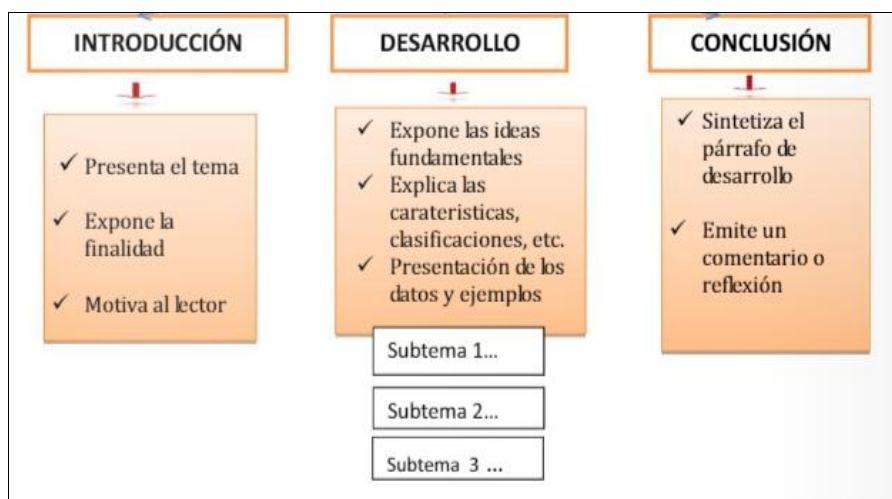 INTRODUCCIÓN
Presenta el tema
Expone la
finalidad
Motiva al lector
DESARROLLO
Expone las ideas
fundamentales
Explica las
carateristicas,
clasificaciones, etc.
Presentación de los
datos y ejemplos
Subtema 1...
Subtema 2...
Subtema 3 ...
CONCLUSIÓN
Sintetiza el
párrafo de
desarrollo
Emite un
comentario o
reflexión